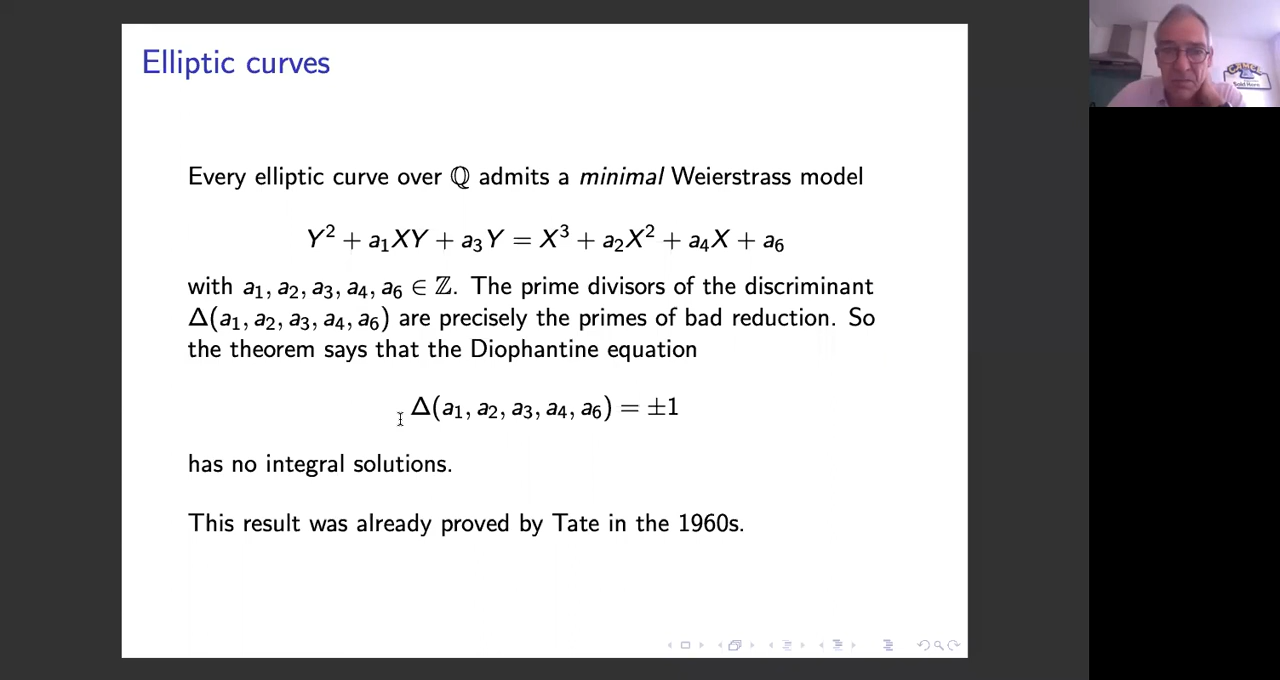 Elliptic curves
Every elliptic curve over ℚ admits a minimal Weierstrass model
Y² + a₁XY + a₃Y = X³ + a₂X² + a₄X + a₆
with a₁, a₂, a₃, a₄, a₆ ∈ ℤ. The prime divisors of the discriminant
Δ(a₁, a₂, a₃, a₄, a₆) are precisely the primes of bad reduction. So
the theorem says that the Diophantine equation
Δ(a₁, a₂, a₃, a₄, a₆) = ±1
has no integral solutions.
This result was already proved by Tate in the 1960s.
CAMEL
Sold Here